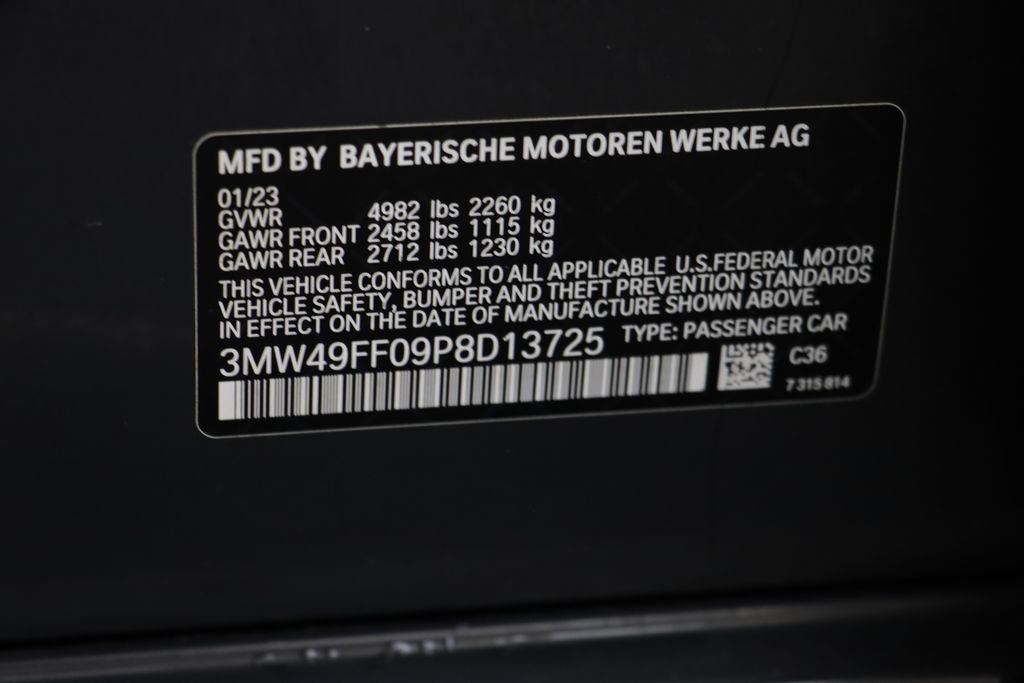 MFD BY BAYERISCHE MOTOREN WERKE AG
01/23
GVWR 4982 lbs 2260 kg
GAWR FRONT 2458 lbs 1115 kg
GAWR REAR 2712 lbs 1230 kg
THIS VEHICLE CONFORMS TO ALL APPLICABLE U.S.FEDERAL MOTOR
VEHICLE SAFETY, BUMPER AND THEFT PREVENTION STANDARDS
IN EFFECT ON THE DATE OF MANUFACTURE SHOWN ABOVE.
3MW49FF09P8D13725 TYPE: PASSENGER CAR
C36
7 315 814